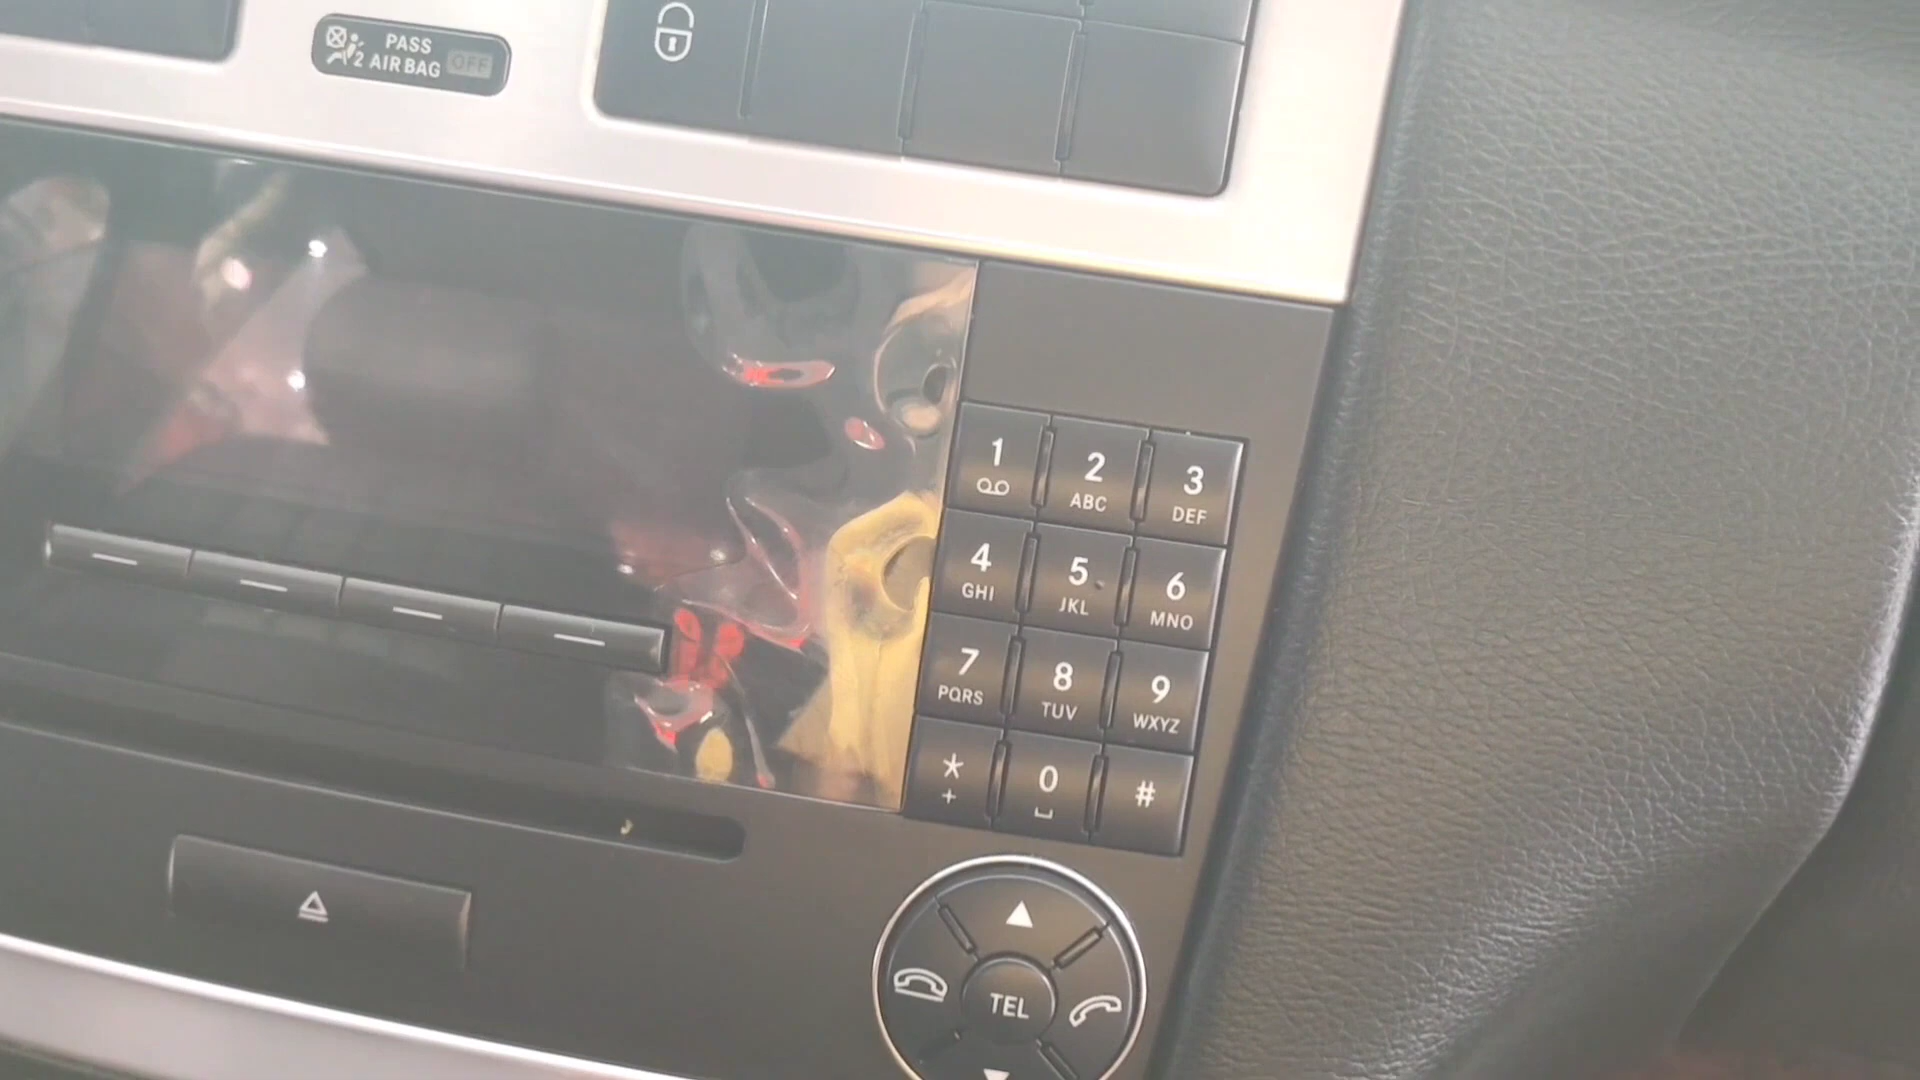 PASS
2 AIR BAG OFF
1 2 3
ABC DEF
4 5 6
GHI JKL MNO
7 8 9
PQRS TUV WXYZ
* 0 #
+
TEL